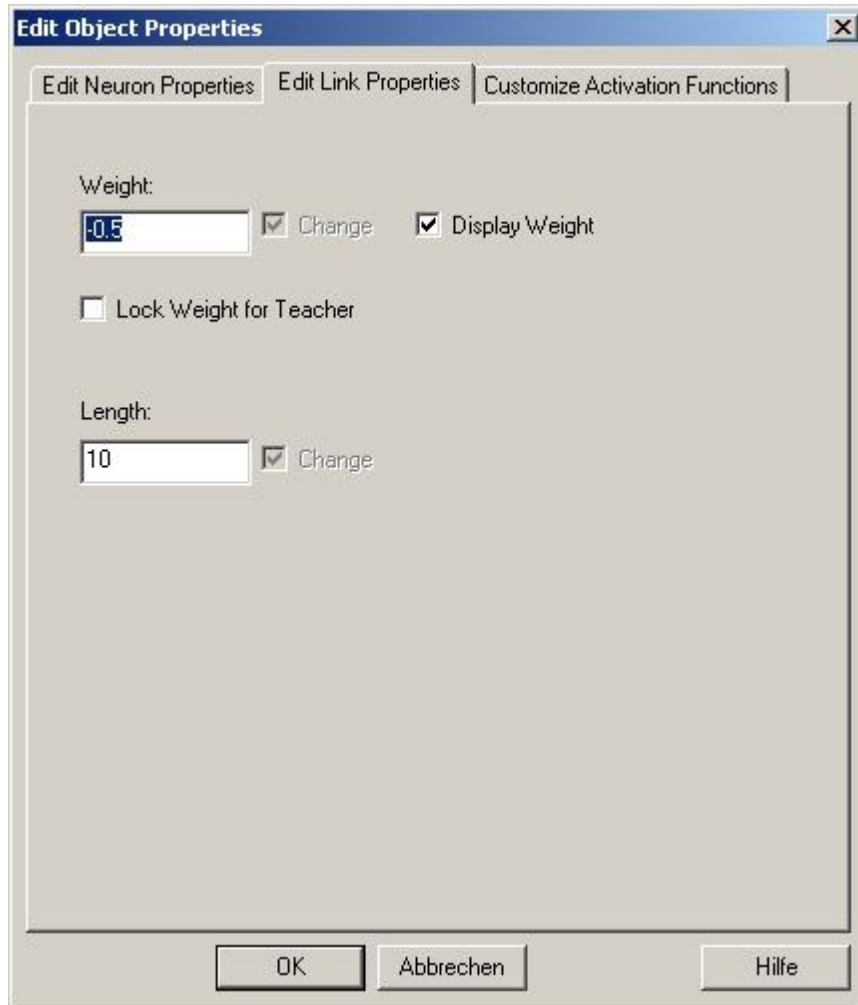 Edit Object Properties
Edit Neuron Properties Edit Link Properties Customize Activation Functions
Weight:
-0.5 Change Display Weight
Lock Weight for Teacher
Length:
10 Change
OK Abbrechen Hilfe